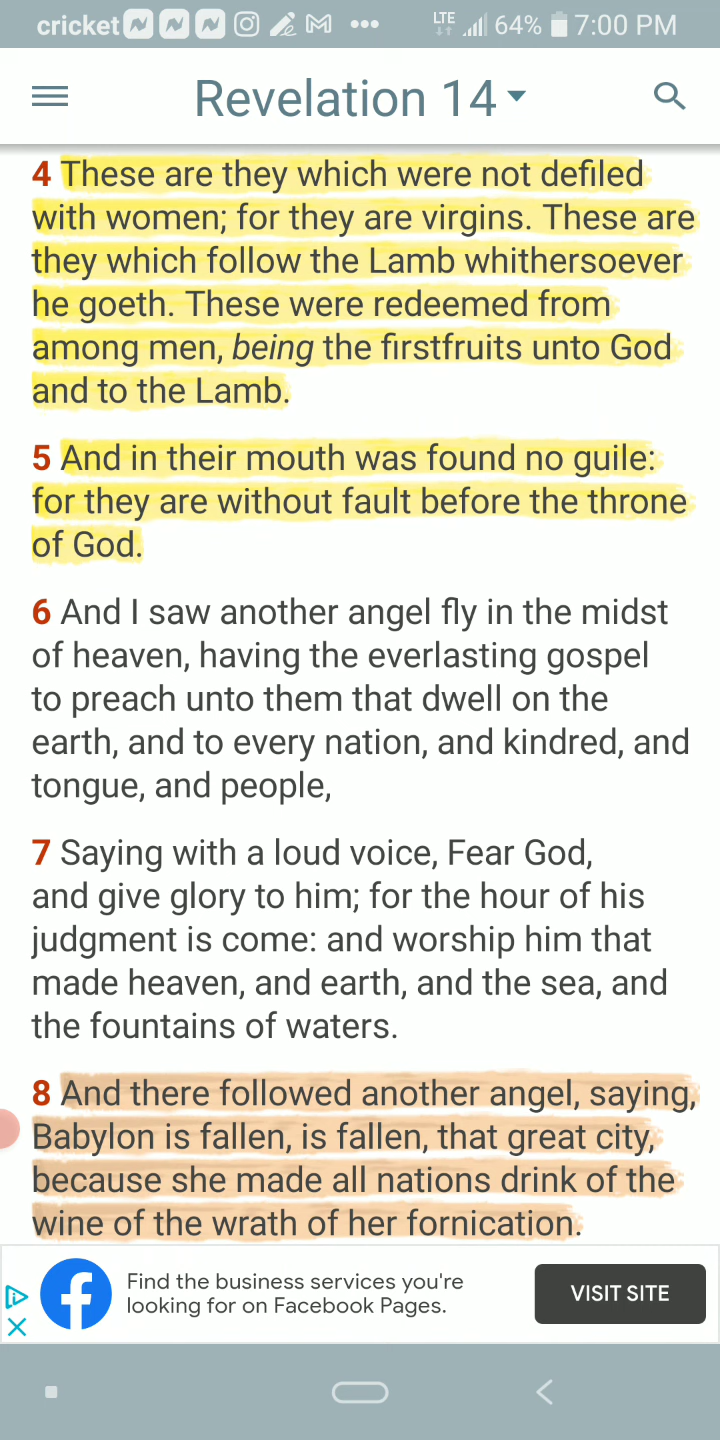 cricket ••• LTE 64% 7:00 PM
Revelation 14
4 These are they which were not defiled
with women; for they are virgins. These are
they which follow the Lamb whithersoever
he goeth. These were redeemed from
among men, being the firstfruits unto God
and to the Lamb.
5 And in their mouth was found no guile:
for they are without fault before the throne
of God.
6 And I saw another angel fly in the midst
of heaven, having the everlasting gospel
to preach unto them that dwell on the
earth, and to every nation, and kindred, and
tongue, and people,
7 Saying with a loud voice, Fear God,
and give glory to him; for the hour of his
judgment is come: and worship him that
made heaven, and earth, and the sea, and
the fountains of waters.
8 And there followed another angel, saying,
Babylon is fallen, is fallen, that great city,
because she made all nations drink of the
wine of the wrath of her fornication.
Find the business services you're
looking for on Facebook Pages.
VISIT SITE